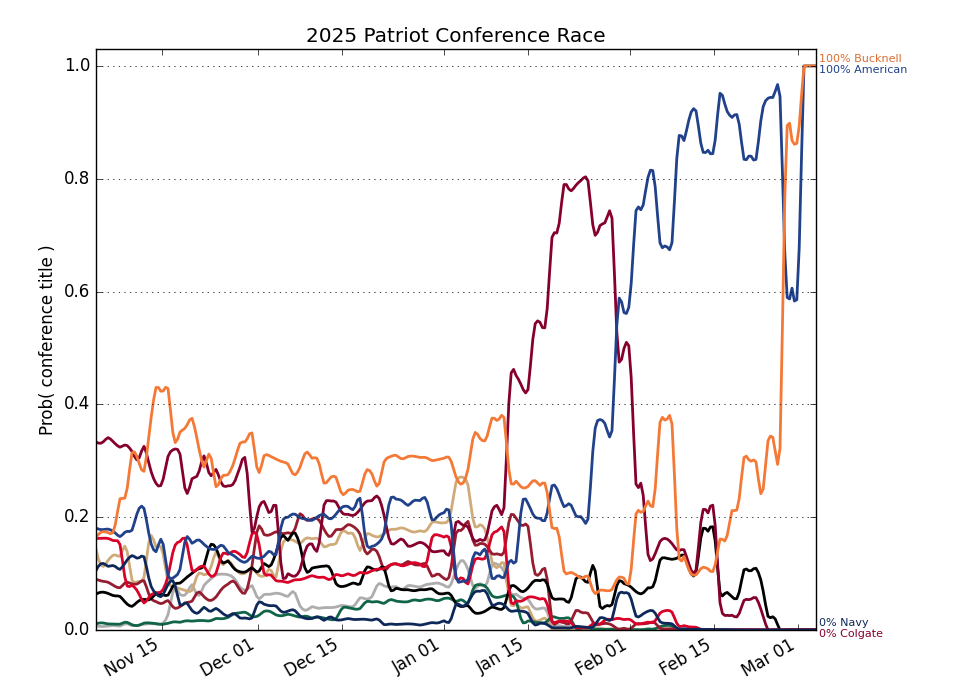 2025 Patriot Conference Race
Prob( conference title )
1.0
0.8
0.6
0.4
0.2
0.0
Nov 15
Dec 01
Dec 15
Jan 01
Jan 15
Feb 01
Feb 15
Mar 01
100% Bucknell
100% American
0% Navy
0% Colgate